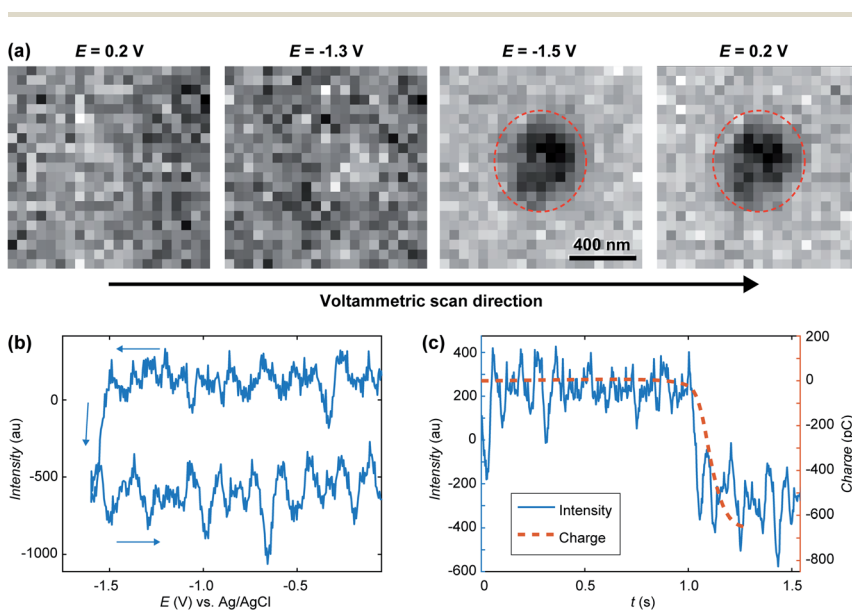 (a)
E = 0.2 V
E = -1.3 V
E = -1.5 V
E = 0.2 V
400 nm
Voltammetric scan direction
(b)
Intensity (au)
0
-500
-1000
-1.5
-1.0
-0.5
E (V) vs. Ag/AgCl
(c)
Intensity (au)
400
200
0
-200
-400
-600
0
0.5
1.0
1.5
t (s)
200
0
-200
-400
-600
-800
Charge (pC)
Intensity
Charge